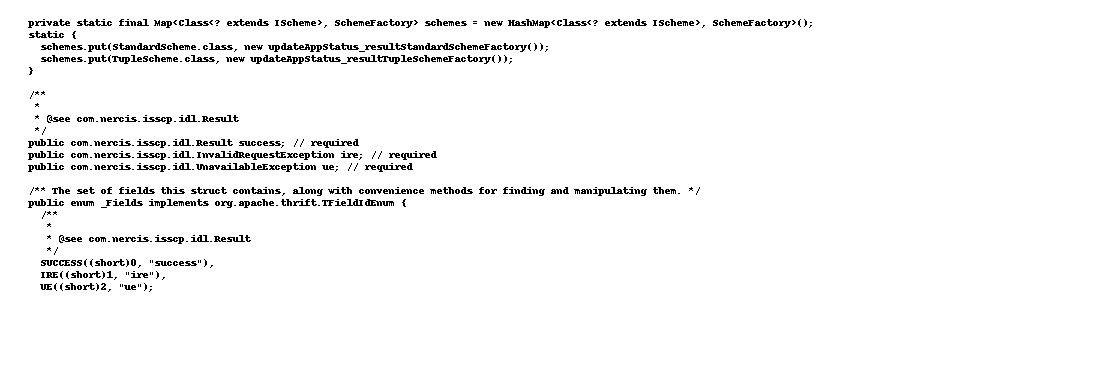 private static final Map<Class<? extends IScheme>, SchemeFactory> schemes = new HashMap<Class<? extends IScheme>, SchemeFactory>();
static {
  schemes.put(StandardScheme.class, new updateAppStatus_resultStandardSchemeFactory());
  schemes.put(TupleScheme.class, new updateAppStatus_resultTupleSchemeFactory());
}
/**
 *
 * @see com.nercis.isscp.idl.Result
 */
public com.nercis.isscp.idl.Result success; // required
public com.nercis.isscp.idl.InvalidRequestException ire; // required
public com.nercis.isscp.idl.UnavailableException ue; // required
/** The set of fields this struct contains, along with convenience methods for finding and manipulating them. */
public enum _Fields implements org.apache.thrift.TFieldIdEnum {
  /**
   *
   * @see com.nercis.isscp.idl.Result
   */
  SUCCESS((short)0, "success"),
  IRE((short)1, "ire"),
  UE((short)2, "ue");